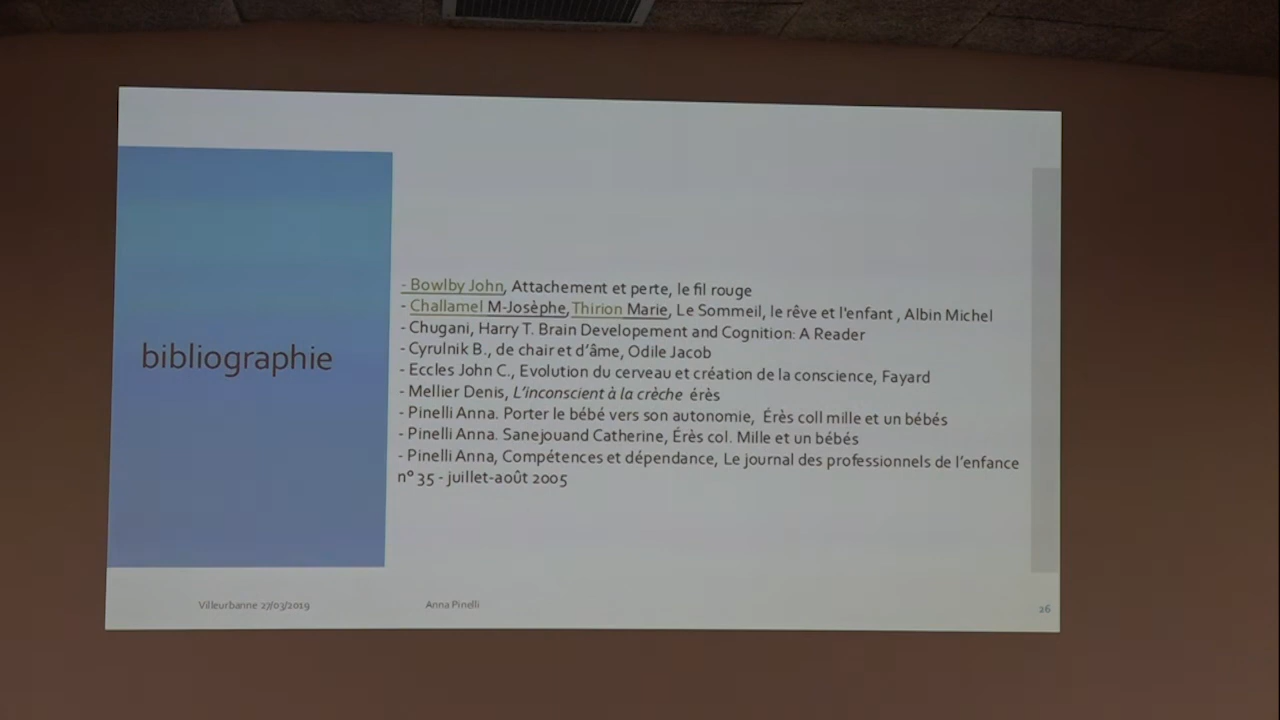 bibliographie
- Bowlby John, Attachement et perte, le fil rouge
- Challamel M-Josèphe, Thirion Marie, Le Sommeil, le rêve et l'enfant , Albin Michel
- Chugani, Harry T. Brain Developement and Cognition: A Reader
- Cyrulnik B., de chair et d'âme, Odile Jacob
- Eccles John C., Evolution du cerveau et création de la conscience, Fayard
- Mellier Denis, L'inconscient à la crèche érès
- Pinelli Anna. Porter le bébé vers son autonomie, Érès coll mille et un bébés
- Pinelli Anna. Sanejouand Catherine, Érès col. Mille et un bébés
- Pinelli Anna, Compétences et dépendance, Le journal des professionnels de l'enfance
n° 35 - juillet-août 2005
Villeurbanne 27/03/2019
Anna Pinelli
26